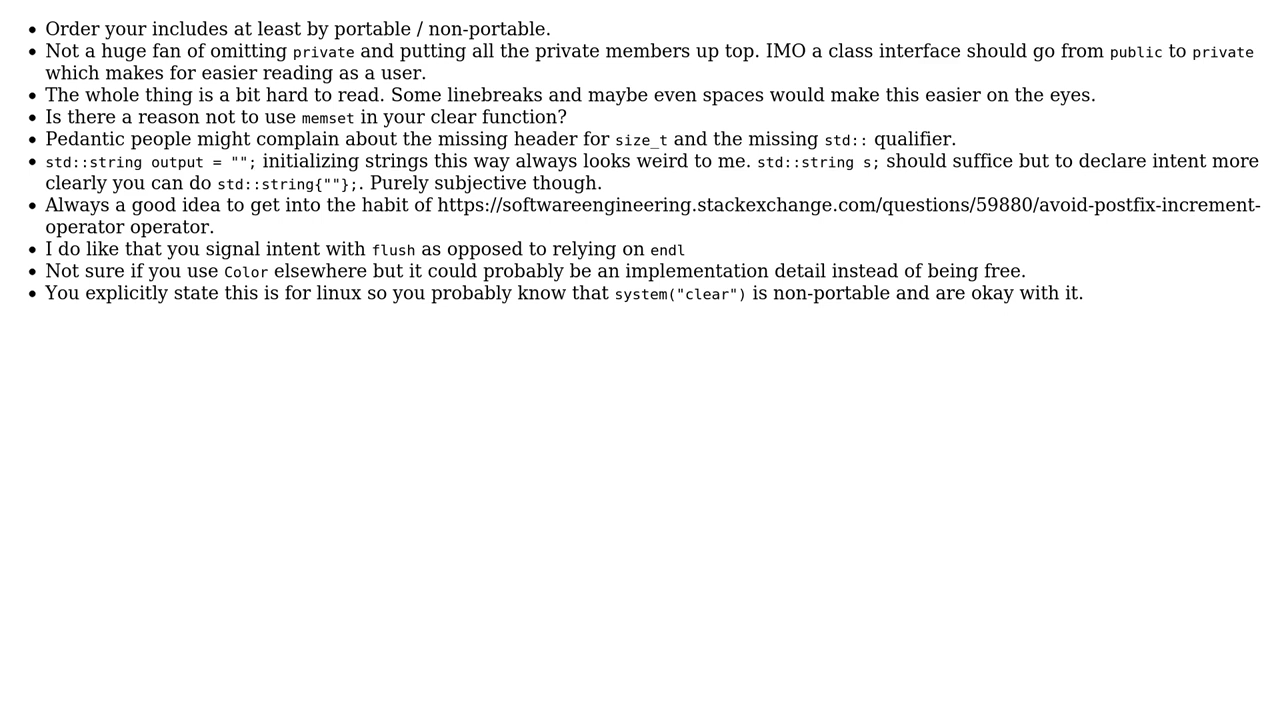 Order your includes at least by portable / non-portable.
Not a huge fan of omitting private and putting all the private members up top. IMO a class interface should go from public to private
which makes for easier reading as a user.
The whole thing is a bit hard to read. Some linebreaks and maybe even spaces would make this easier on the eyes.
Is there a reason not to use memset in your clear function?
Pedantic people might complain about the missing header for size_t and the missing std:: qualifier.
std::string output = ""; initializing strings this way always looks weird to me. std::string s; should suffice but to declare intent more
clearly you can do std::string{""};. Purely subjective though.
Always a good idea to get into the habit of https://softwareengineering.stackexchange.com/questions/59880/avoid-postfix-increment-
operator operator.
I do like that you signal intent with flush as opposed to relying on endl
Not sure if you use Color elsewhere but it could probably be an implementation detail instead of being free.
You explicitly state this is for linux so you probably know that system("clear") is non-portable and are okay with it.